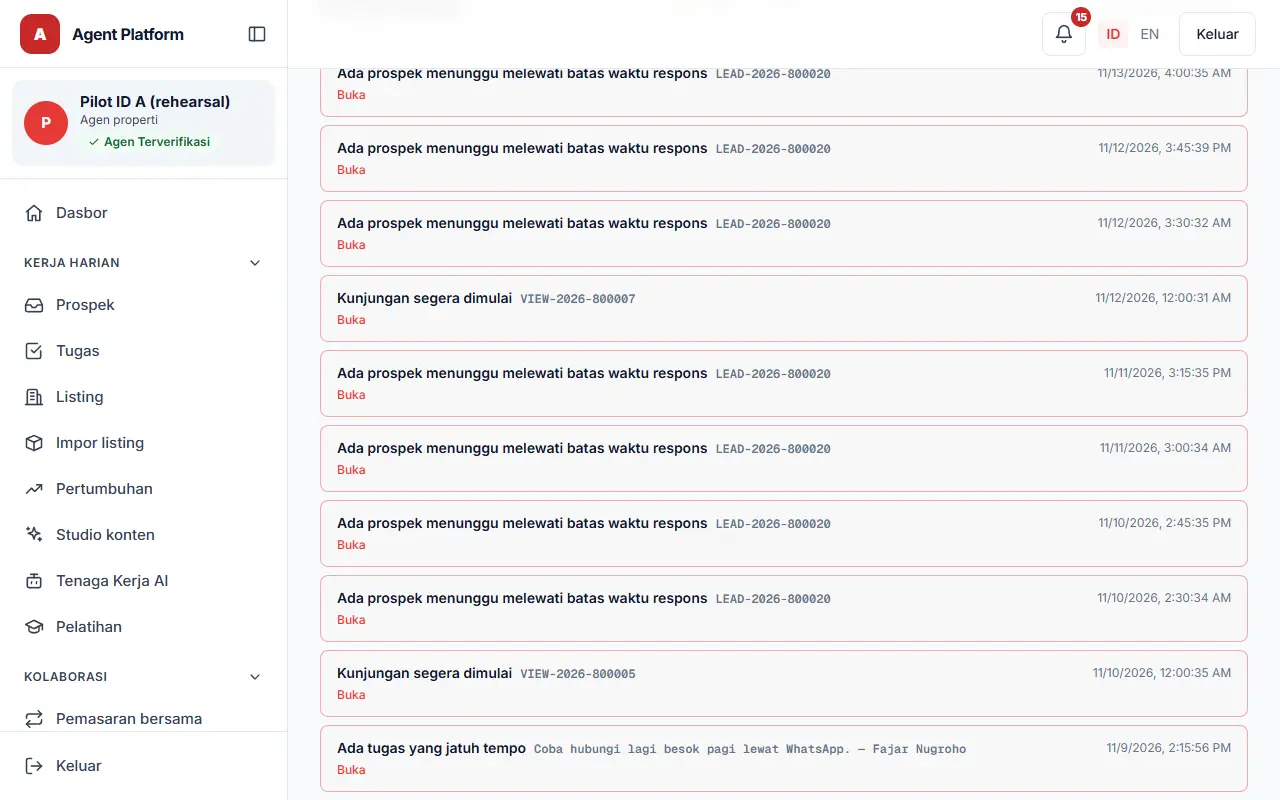 A Agent Platform
15
ID EN Keluar
P
Pilot ID A (rehearsal)
Agen properti
Agen Terverifikasi
Dasbor
KERJA HARIAN
Prospek
Tugas
Listing
Impor listing
Pertumbuhan
Studio konten
Tenaga Kerja AI
Pelatihan
KOLABORASI
Pemasaran bersama
Keluar
Ada prospek menunggu melewati batas waktu respons LEAD-2026-800020 11/13/2026, 4:00:35 AM
Buka
Ada prospek menunggu melewati batas waktu respons LEAD-2026-800020 11/12/2026, 3:45:39 PM
Buka
Ada prospek menunggu melewati batas waktu respons LEAD-2026-800020 11/12/2026, 3:30:32 AM
Buka
Kunjungan segera dimulai VIEW-2026-800007 11/12/2026, 12:00:31 AM
Buka
Ada prospek menunggu melewati batas waktu respons LEAD-2026-800020 11/11/2026, 3:15:35 PM
Buka
Ada prospek menunggu melewati batas waktu respons LEAD-2026-800020 11/11/2026, 3:00:34 AM
Buka
Ada prospek menunggu melewati batas waktu respons LEAD-2026-800020 11/10/2026, 2:45:35 PM
Buka
Ada prospek menunggu melewati batas waktu respons LEAD-2026-800020 11/10/2026, 2:30:34 AM
Buka
Kunjungan segera dimulai VIEW-2026-800005 11/10/2026, 12:00:35 AM
Buka
Ada tugas yang jatuh tempo Coba hubungi lagi besok pagi lewat WhatsApp. — Fajar Nugroho 11/9/2026, 2:15:56 PM
Buka